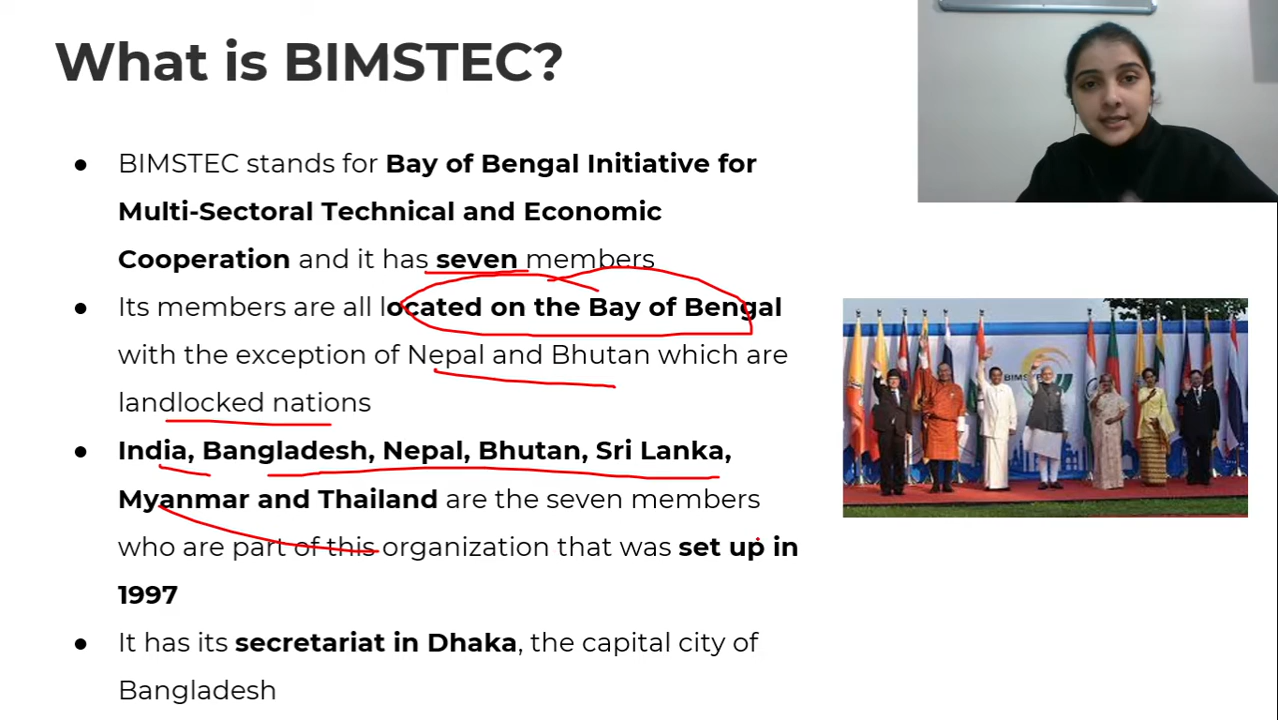 What is BIMSTEC?
● BIMSTEC stands for Bay of Bengal Initiative for
Multi-Sectoral Technical and Economic
Cooperation and it has seven members
● Its members are all located on the Bay of Bengal
with the exception of Nepal and Bhutan which are
landlocked nations
● India, Bangladesh, Nepal, Bhutan, Sri Lanka,
Myanmar and Thailand are the seven members
who are part of this organization that was set up in
1997
● It has its secretariat in Dhaka, the capital city of
Bangladesh